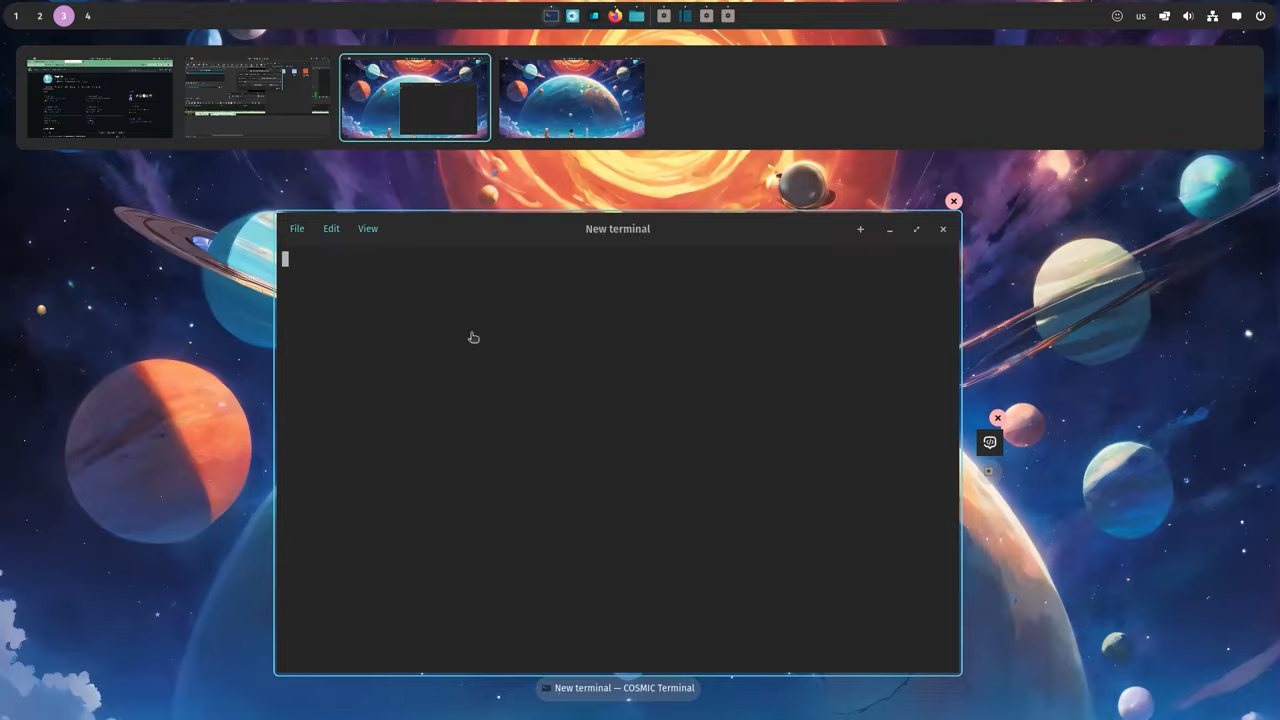 1 2 3 4
us
File Edit View New terminal
New terminal — COSMIC Terminal